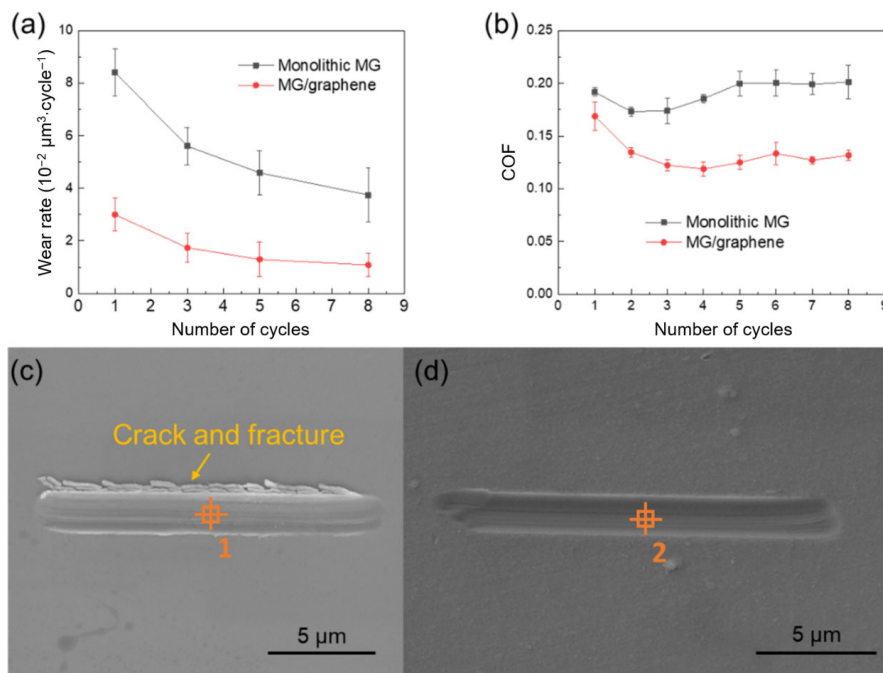 (a)
Wear rate (10⁻² μm³·cycle⁻¹)
10
8
6
4
2
0
Monolithic MG
MG/graphene
0 1 2 3 4 5 6 7 8 9
Number of cycles
(b)
COF
0.25
0.20
0.15
0.10
0.05
0.00
Monolithic MG
MG/graphene
0 1 2 3 4 5 6 7 8 9
Number of cycles
(c)
Crack and fracture
1
5 μm
(d)
2
5 μm